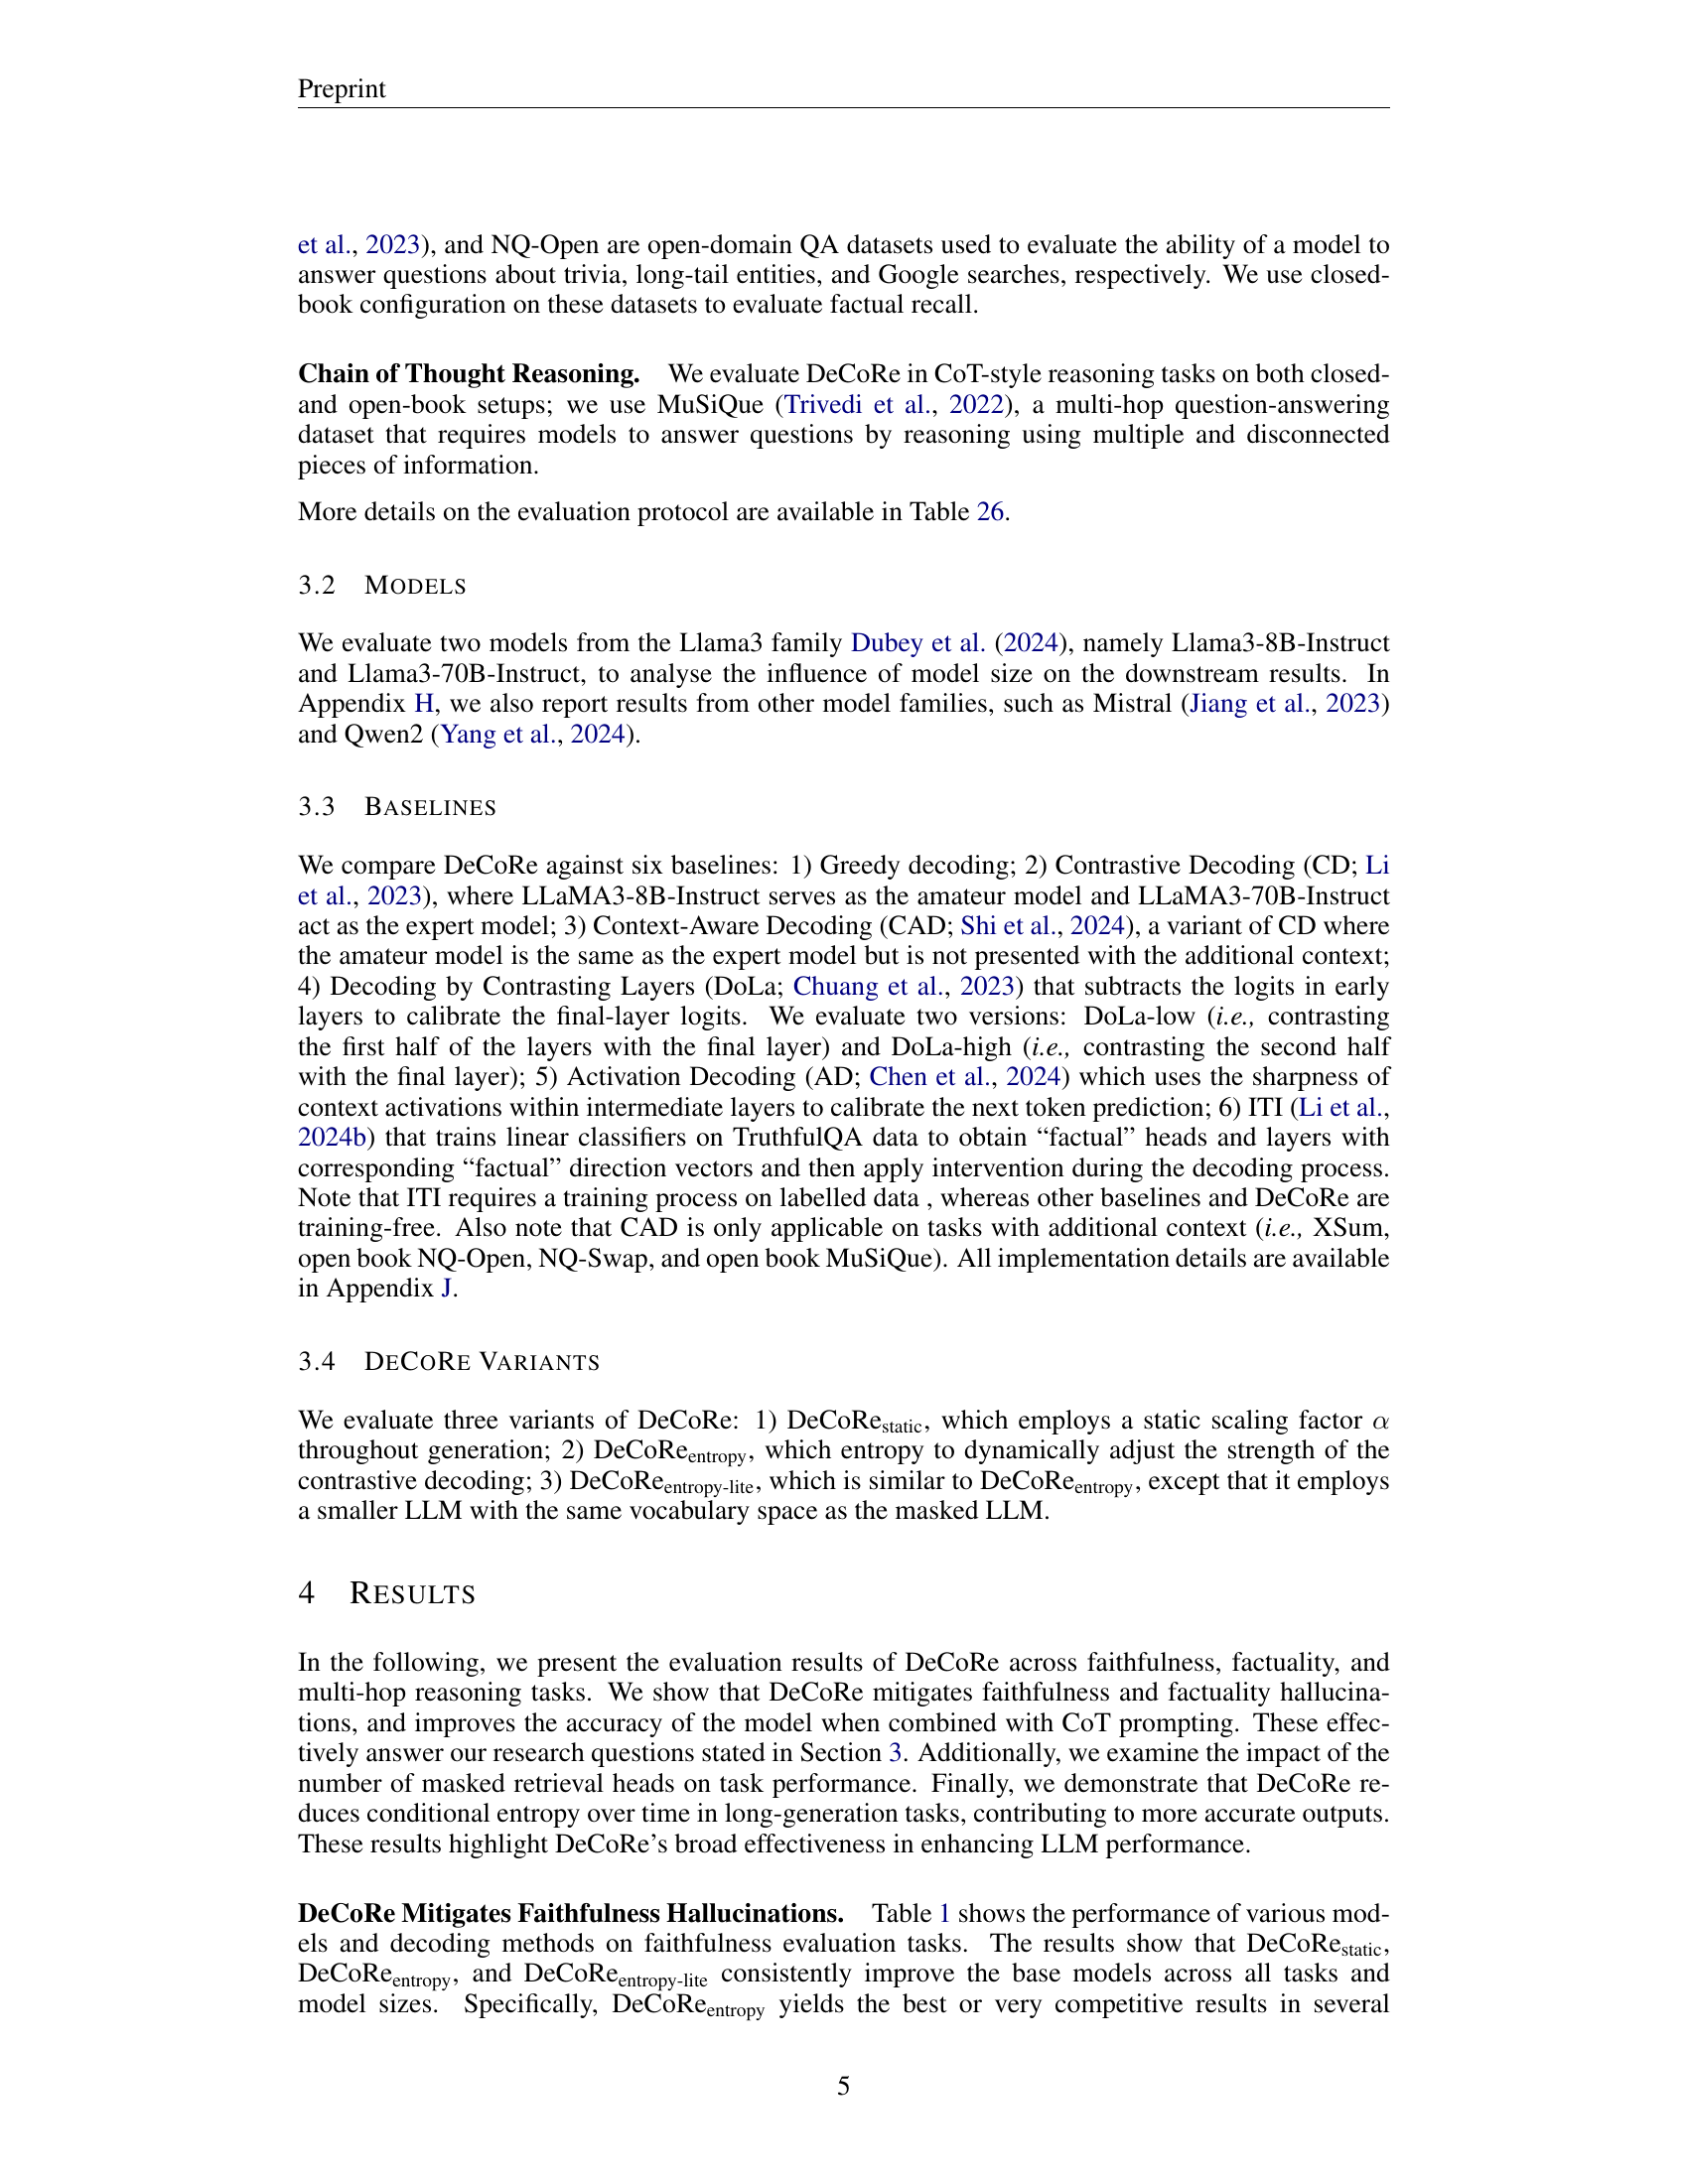 Preprint
et al., 2023), and NQ-Open are open-domain QA datasets used to evaluate the ability of a model to
answer questions about trivia, long-tail entities, and Google searches, respectively. We use closed-
book configuration on these datasets to evaluate factual recall.
Chain of Thought Reasoning. We evaluate DeCoRe in CoT-style reasoning tasks on both closed-
and open-book setups; we use MuSiQue (Trivedi et al., 2022), a multi-hop question-answering
dataset that requires models to answer questions by reasoning using multiple and disconnected
pieces of information.
More details on the evaluation protocol are available in Table 26.
3.2 MODELS
We evaluate two models from the Llama3 family Dubey et al. (2024), namely Llama3-8B-Instruct
and Llama3-70B-Instruct, to analyse the influence of model size on the downstream results. In
Appendix H, we also report results from other model families, such as Mistral (Jiang et al., 2023)
and Qwen2 (Yang et al., 2024).
3.3 BASELINES
We compare DeCoRe against six baselines: 1) Greedy decoding; 2) Contrastive Decoding (CD; Li
et al., 2023), where LLaMA3-8B-Instruct serves as the amateur model and LLaMA3-70B-Instruct
act as the expert model; 3) Context-Aware Decoding (CAD; Shi et al., 2024), a variant of CD where
the amateur model is the same as the expert model but is not presented with the additional context;
4) Decoding by Contrasting Layers (DoLa; Chuang et al., 2023) that subtracts the logits in early
layers to calibrate the final-layer logits. We evaluate two versions: DoLa-low (i.e., contrasting
the first half of the layers with the final layer) and DoLa-high (i.e., contrasting the second half
with the final layer); 5) Activation Decoding (AD; Chen et al., 2024) which uses the sharpness of
context activations within intermediate layers to calibrate the next token prediction; 6) ITI (Li et al.,
2024b) that trains linear classifiers on TruthfulQA data to obtain “factual” heads and layers with
corresponding “factual” direction vectors and then apply intervention during the decoding process.
Note that ITI requires a training process on labelled data , whereas other baselines and DeCoRe are
training-free. Also note that CAD is only applicable on tasks with additional context (i.e., XSum,
open book NQ-Open, NQ-Swap, and open book MuSiQue). All implementation details are available
in Appendix J.
3.4 DECORE VARIANTS
We evaluate three variants of DeCoRe: 1) DeCoRestatic, which employs a static scaling factor α
throughout generation; 2) DeCoReentropy, which entropy to dynamically adjust the strength of the
contrastive decoding; 3) DeCoReentropy-lite, which is similar to DeCoReentropy, except that it employs
a smaller LLM with the same vocabulary space as the masked LLM.
4 RESULTS
In the following, we present the evaluation results of DeCoRe across faithfulness, factuality, and
multi-hop reasoning tasks. We show that DeCoRe mitigates faithfulness and factuality hallucina-
tions, and improves the accuracy of the model when combined with CoT prompting. These effec-
tively answer our research questions stated in Section 3. Additionally, we examine the impact of the
number of masked retrieval heads on task performance. Finally, we demonstrate that DeCoRe re-
duces conditional entropy over time in long-generation tasks, contributing to more accurate outputs.
These results highlight DeCoRe’s broad effectiveness in enhancing LLM performance.
DeCoRe Mitigates Faithfulness Hallucinations. Table 1 shows the performance of various mod-
els and decoding methods on faithfulness evaluation tasks. The results show that DeCoRestatic,
DeCoReentropy, and DeCoReentropy-lite consistently improve the base models across all tasks and
model sizes. Specifically, DeCoReentropy yields the best or very competitive results in several
5